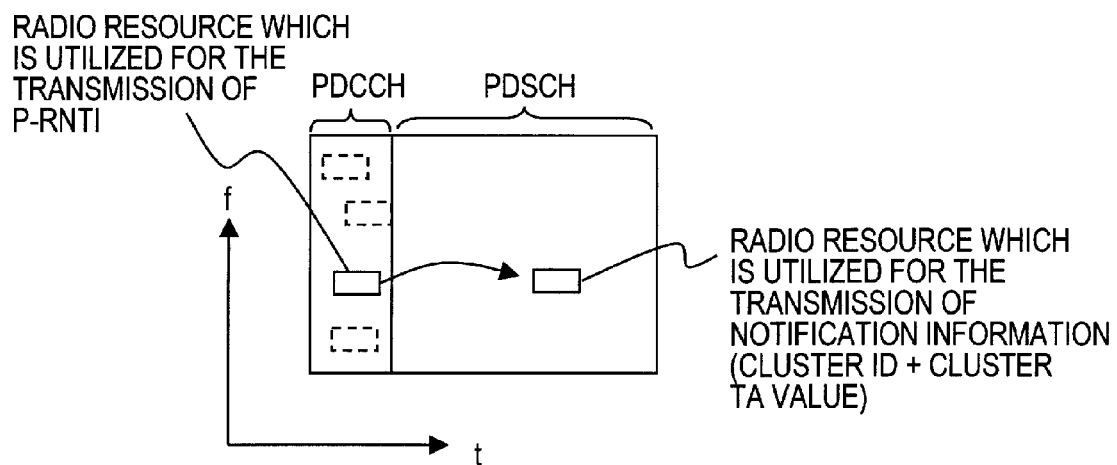 RADIO RESOURCE WHICH
IS UTILIZED FOR THE
TRANSMISSION OF
P-RNTI
PDCCH
PDSCH
f
RADIO RESOURCE WHICH
IS UTILIZED FOR THE
TRANSMISSION OF
NOTIFICATION INFORMATION
(CLUSTER ID + CLUSTER
TA VALUE)
t